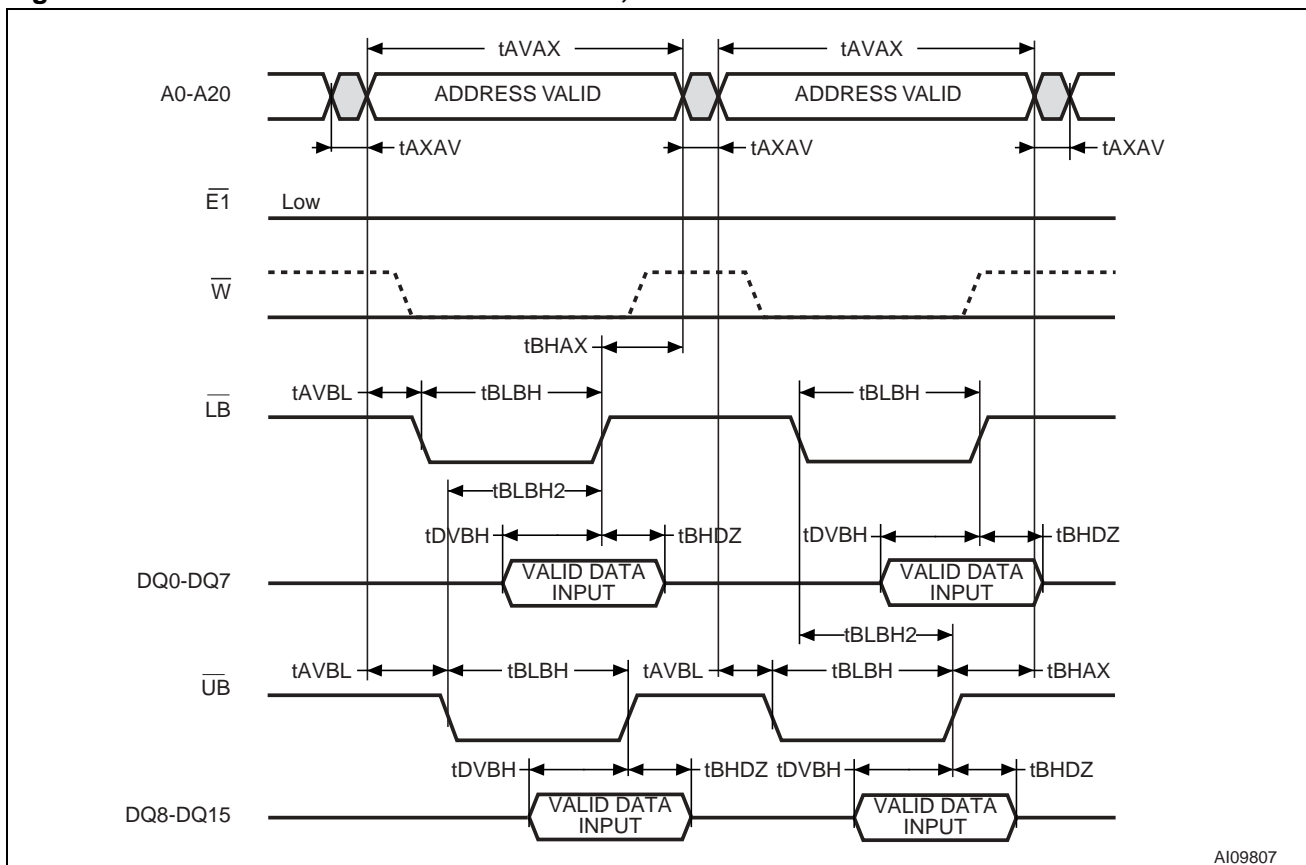 tAVAX tAVAX
A0-A20 ADDRESS VALID ADDRESS VALID
tAXAV tAXAV tAXAV
E1 Low
W
tBHAX
tAVBL tBLBH tBLBH
LB
tBLBH2
tDVBH tBHDZ tDVBH tBHDZ
DQ0-DQ7 VALID DATA INPUT VALID DATA INPUT
tBLBH2
tAVBL tBLBH tAVBL tBLBH tBHAX
UB
tDVBH tBHDZ tDVBH tBHDZ
DQ8-DQ15 VALID DATA INPUT VALID DATA INPUT
AI09807